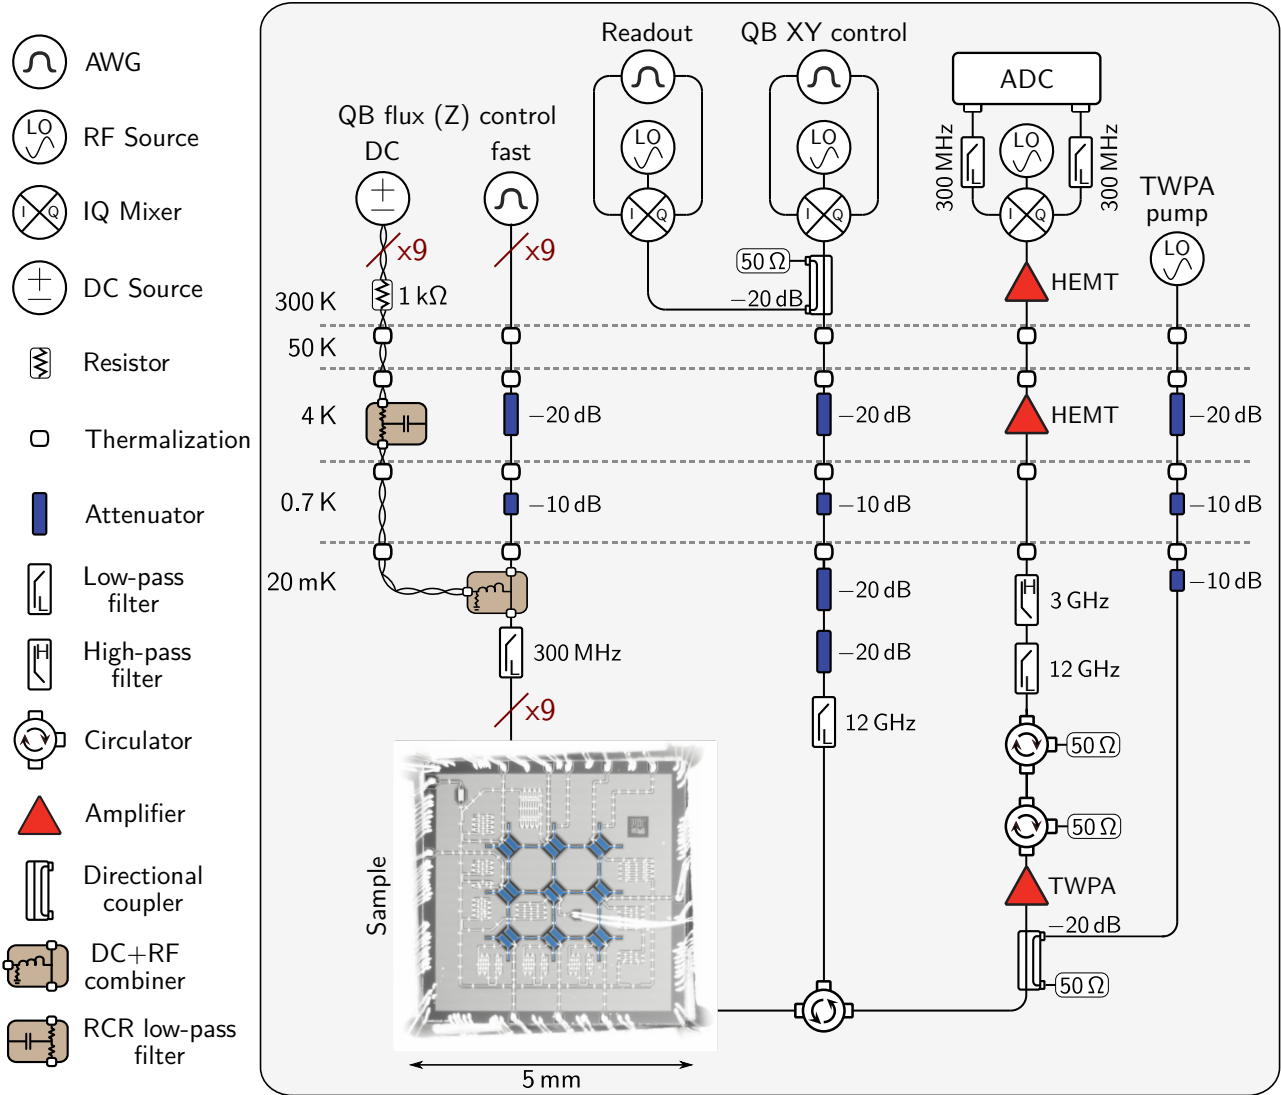 AWG
LO
RF Source
I Q
IQ Mixer
DC Source
Resistor
Thermalization
Attenuator
L
Low-pass
filter
H
High-pass
filter
Circulator
Amplifier
Directional
coupler
DC+RF
combiner
RCR low-pass
filter
QB flux (Z) control
DC
fast
x9
x9
1 kΩ
Readout
LO
I Q
QB XY control
LO
I Q
50 Ω
−20 dB
ADC
300 MHz
L
LO
L
300 MHz
I Q
HEMT
TWPA
pump
LO
300 K
50 K
4 K
−20 dB
−20 dB
HEMT
−20 dB
0.7 K
−10 dB
−10 dB
−10 dB
20 mK
−20 dB
H
3 GHz
−10 dB
L
300 MHz
−20 dB
L
12 GHz
x9
L
12 GHz
50 Ω
50 Ω
TWPA
−20 dB
50 Ω
Sample
5 mm